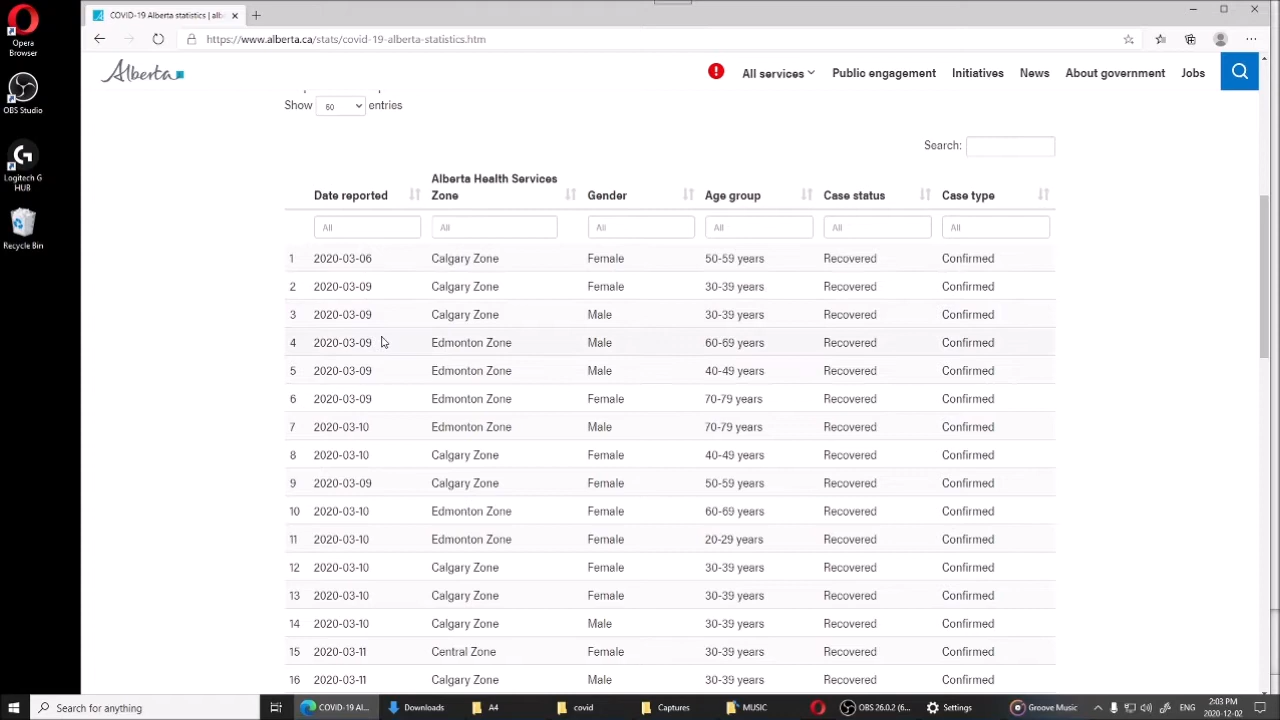 COVID-19 Alberta statistics | alb
https://www.alberta.ca/stats/covid-19-alberta-statistics.htm
Opera
Browser
OBS Studio
Logitech G
HUB
Recycle Bin
Alberta
All services
Public engagement
Initiatives
News
About government
Jobs
Show 50 entries
Search:
Date reported Alberta Health Services Zone Gender Age group Case status Case type
All All All All All All
1 2020-03-06 Calgary Zone Female 50-59 years Recovered Confirmed
2 2020-03-09 Calgary Zone Female 30-39 years Recovered Confirmed
3 2020-03-09 Calgary Zone Male 30-39 years Recovered Confirmed
4 2020-03-09 Edmonton Zone Male 60-69 years Recovered Confirmed
5 2020-03-09 Edmonton Zone Male 40-49 years Recovered Confirmed
6 2020-03-09 Edmonton Zone Female 70-79 years Recovered Confirmed
7 2020-03-10 Edmonton Zone Male 70-79 years Recovered Confirmed
8 2020-03-10 Calgary Zone Female 40-49 years Recovered Confirmed
9 2020-03-09 Calgary Zone Female 50-59 years Recovered Confirmed
10 2020-03-10 Edmonton Zone Female 60-69 years Recovered Confirmed
11 2020-03-10 Edmonton Zone Female 20-29 years Recovered Confirmed
12 2020-03-10 Calgary Zone Female 30-39 years Recovered Confirmed
13 2020-03-10 Calgary Zone Female 30-39 years Recovered Confirmed
14 2020-03-10 Calgary Zone Male 30-39 years Recovered Confirmed
15 2020-03-11 Central Zone Female 30-39 years Recovered Confirmed
16 2020-03-11 Calgary Zone Male 30-39 years Recovered Confirmed
Search for anything
COVID-19 Al...
Downloads
A4
covid
Captures
MUSIC
OBS 26.0.2 (6...
Settings
Groove Music
ENG
2:03 PM
2020-12-02